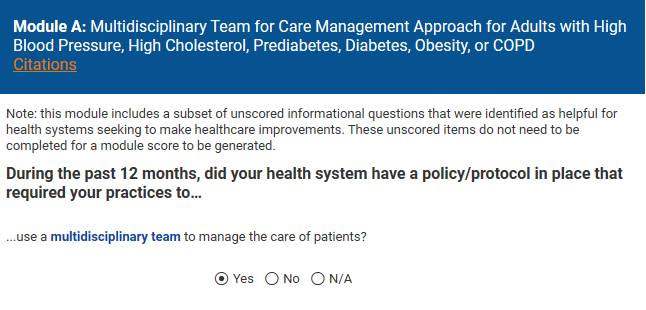 Module A: Multidisciplinary Team for Care Management Approach for Adults with High
Blood Pressure, High Cholesterol, Prediabetes, Diabetes, Obesity, or COPD
Citations
Note: this module includes a subset of unscored informational questions that were identified as helpful for
health systems seeking to make healthcare improvements. These unscored items do not need to be
completed for a module score to be generated.
During the past 12 months, did your health system have a policy/protocol in place that
required your practices to...
...use a multidisciplinary team to manage the care of patients?
Yes No N/A